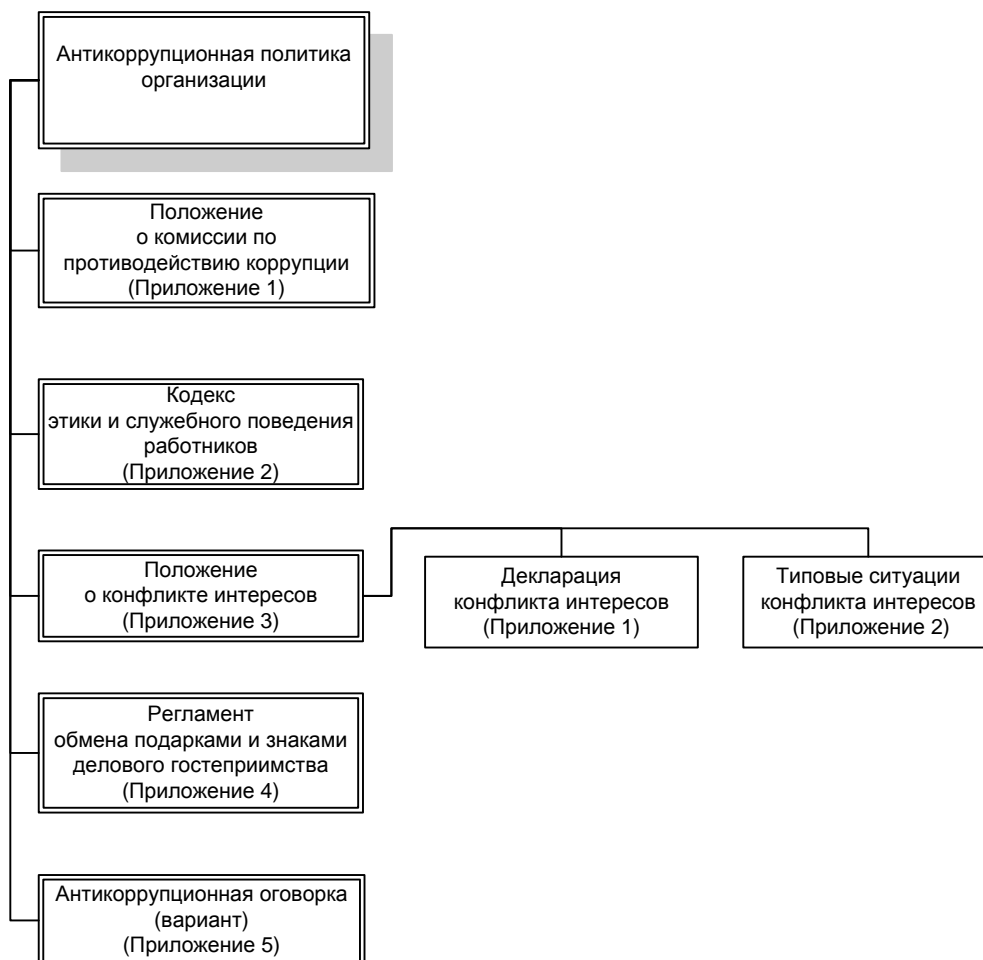 Антикоррупционная политика
организации
Положение
о комиссии по
противодействию коррупции
(Приложение 1)
Кодекс
этики и служебного поведения
работников
(Приложение 2)
Положение
о конфликте интересов
(Приложение 3)
Декларация
конфликта интересов
(Приложение 1)
Типовые ситуации
конфликта интересов
(Приложение 2)
Регламент
обмена подарками и знаками
делового гостеприимства
(Приложение 4)
Антикоррупционная оговорка
(вариант)
(Приложение 5)